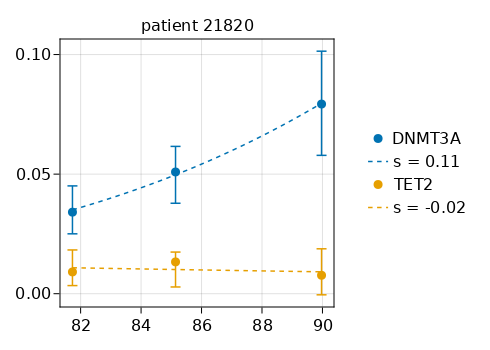 patient 21820
0.10
0.05
0.00
82 84 86 88 90
DNMT3A
s = 0.11
TET2
s = -0.02